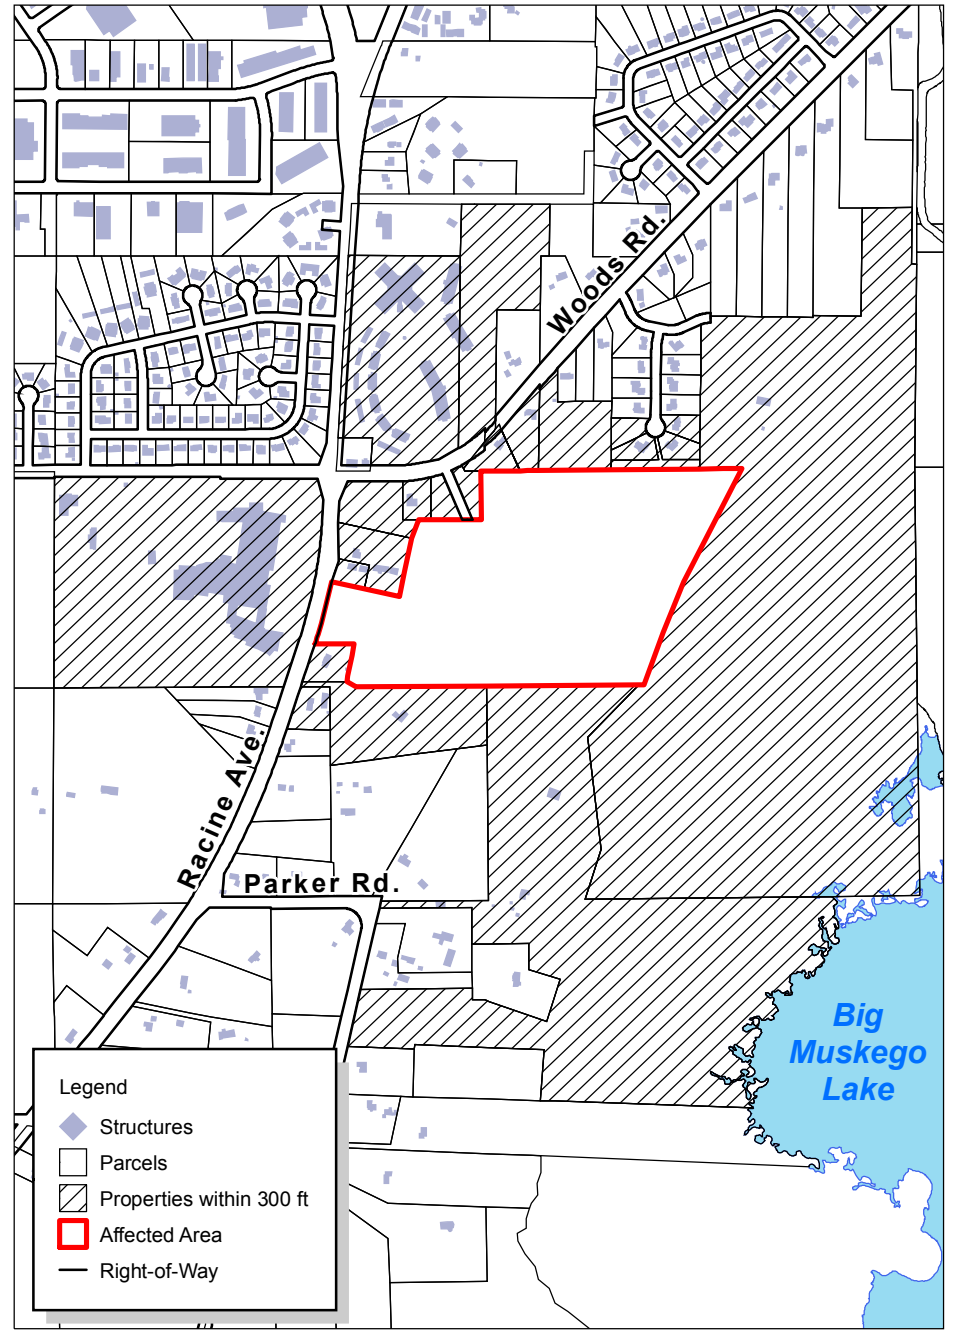 Woods Rd.
Racine Ave.
Parker Rd.
Big
Muskego
Lake
Legend
Structures
Parcels
Properties within 300 ft
Affected Area
Right-of-Way